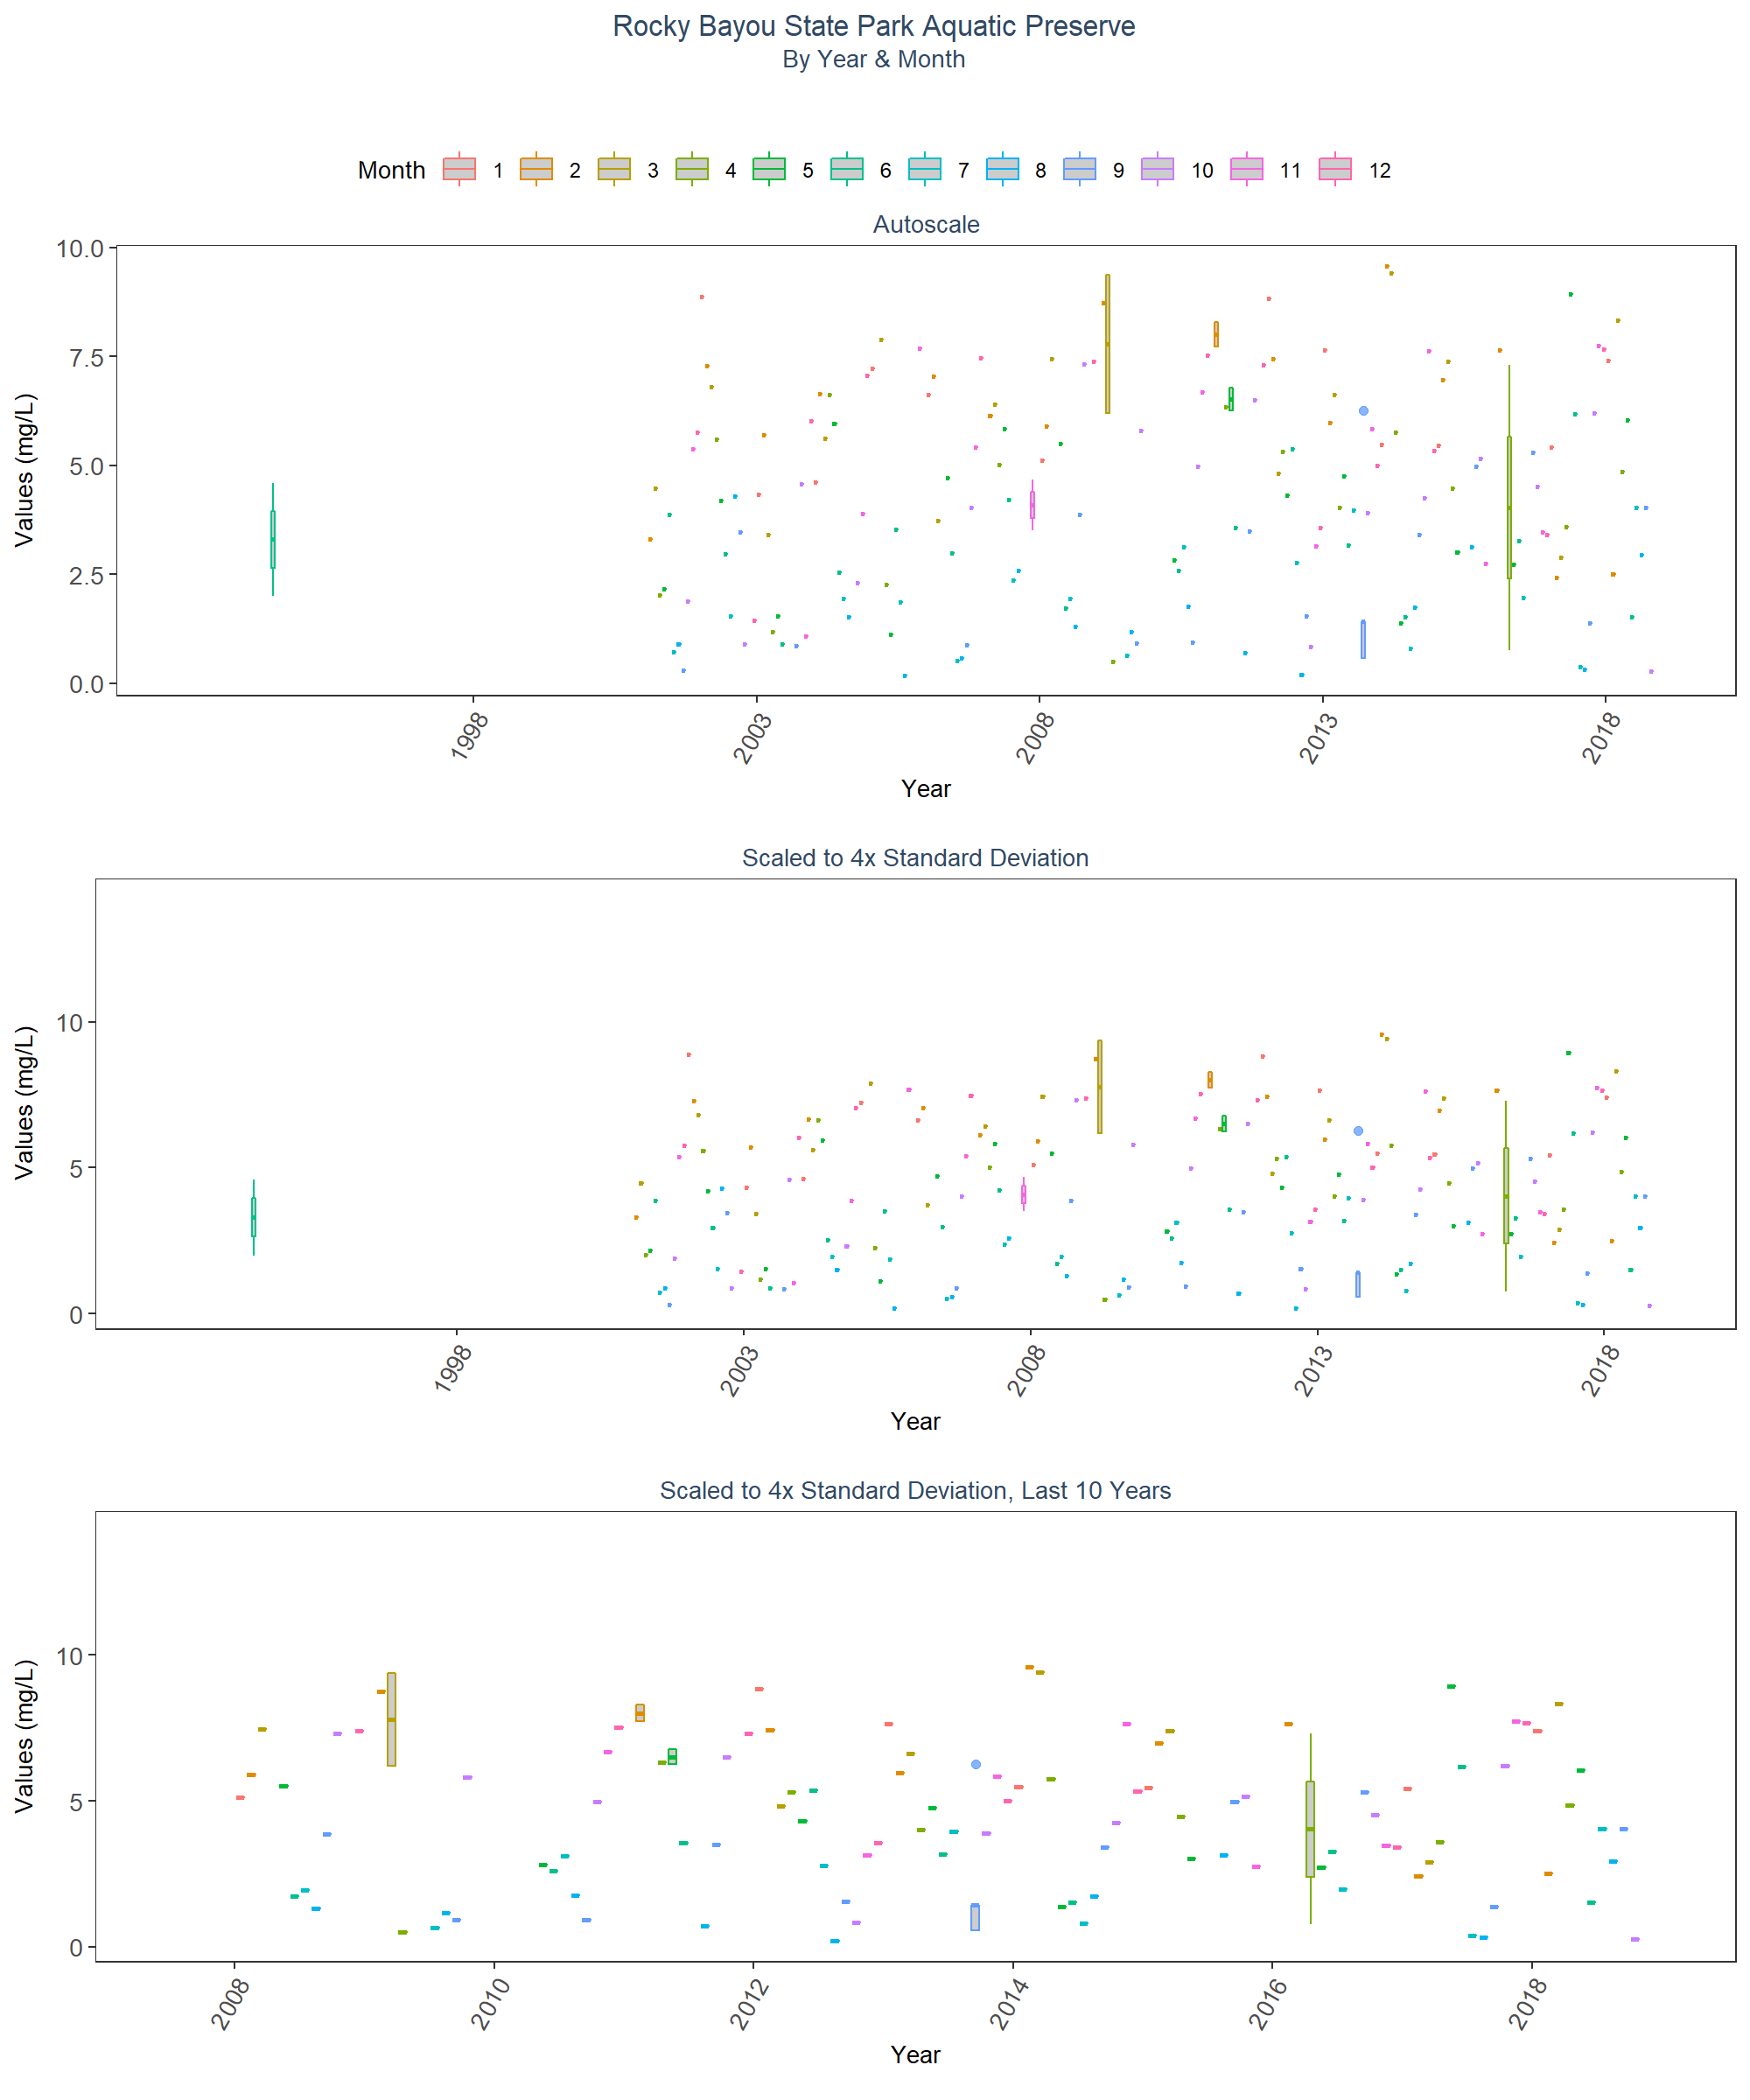 Rocky Bayou State Park Aquatic Preserve
By Year & Month
Month 1 2 3 4 5 6 7 8 9 10 11 12
Autoscale
Values (mg/L)
10.0
7.5
5.0
2.5
0.0
1998 2003 2008 2013 2018
Year
Scaled to 4x Standard Deviation
Values (mg/L)
10
5
0
1998 2003 2008 2013 2018
Year
Scaled to 4x Standard Deviation, Last 10 Years
Values (mg/L)
10
5
0
2008 2010 2012 2014 2016 2018
Year